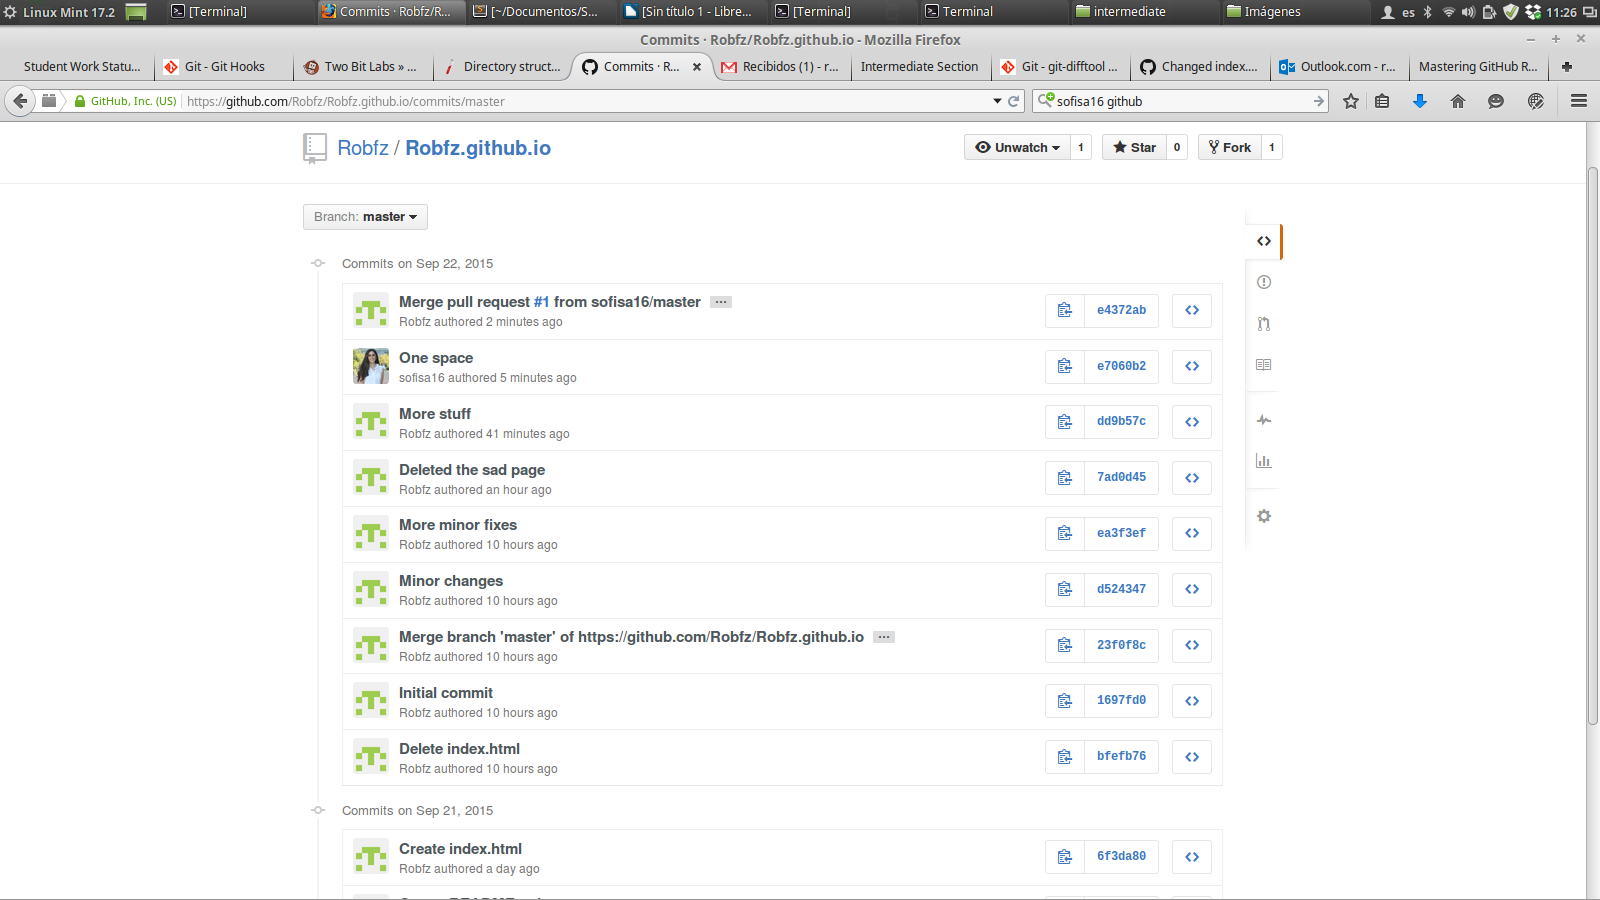 Linux Mint 17.2
[Terminal]
Commits · Robfz/R...
[~/Documentos/S...
[Sin título 1 - Libre...
[Terminal]
Terminal
intermediate
Imágenes
es
11:26
Commits · Robfz/Robfz.github.io - Mozilla Firefox
Student Work Statu...
Git - Git Hooks
Two Bit Labs » ...
Directory struct...
Commits · R...
Recibidos (1) - r...
Intermediate Section
Git - git-difftool ...
Changed index....
Outlook.com - r...
Mastering GitHub R...
GitHub, Inc. (US)
https://github.com/Robfz/Robfz.github.io/commits/master
sofisa16 github
Robfz / Robfz.github.io
Unwatch 1
Star 0
Fork 1
Branch: master
Commits on Sep 22, 2015
Merge pull request #1 from sofisa16/master ...
Robfz authored 2 minutes ago
e4372ab
One space
sofisa16 authored 5 minutes ago
e7060b2
More stuff
Robfz authored 41 minutes ago
dd9b57c
Deleted the sad page
Robfz authored an hour ago
7ad0d45
More minor fixes
Robfz authored 10 hours ago
ea3f3ef
Minor changes
Robfz authored 10 hours ago
d524347
Merge branch 'master' of https://github.com/Robfz/Robfz.github.io ...
Robfz authored 10 hours ago
23f0f8c
Initial commit
Robfz authored 10 hours ago
1697fd0
Delete index.html
Robfz authored 10 hours ago
bfefb76
Commits on Sep 21, 2015
Create index.html
Robfz authored a day ago
6f3da80